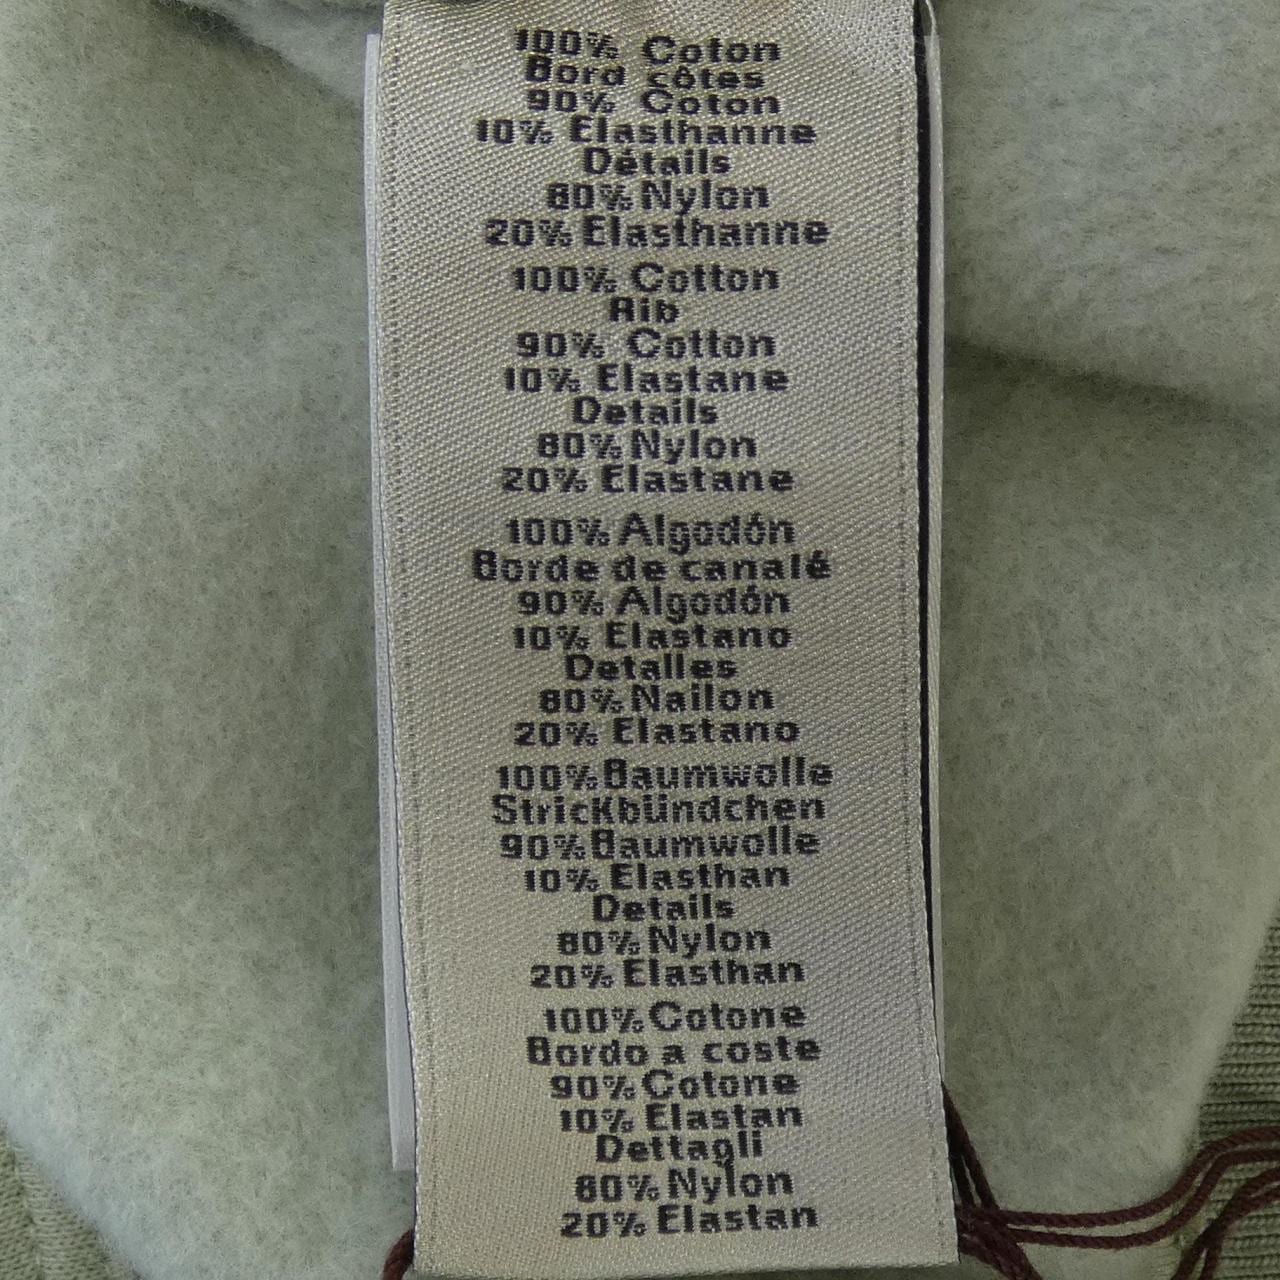 100% Coton
Bord côtes
90% Coton
10% Elasthanne
Détails
80% Nylon
20% Elasthanne
100% Cotton
Rib
90% Cotton
10% Elastane
Details
80% Nylon
20% Elastane
100% Algodón
Borde de canalé
90% Algodón
10% Elastano
Detalles
80% Nailon
20% Elastano
100% Baumwolle
Strickbündchen
90% Baumwolle
10% Elasthan
Details
80% Nylon
20% Elasthan
100% Cotone
Bordo a coste
90% Cotone
10% Elastan
Dettagli
80% Nylon
20% Elastan